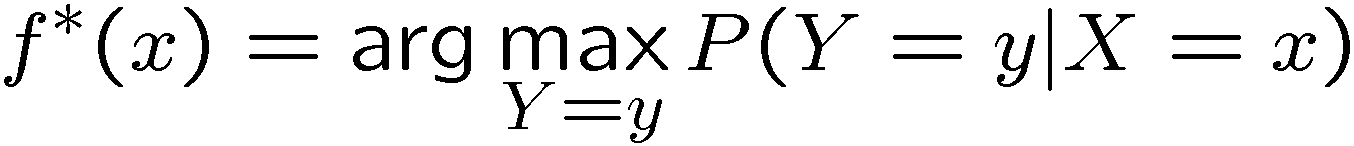 f*(x) = arg max P(Y = y|X = x)
Y=y